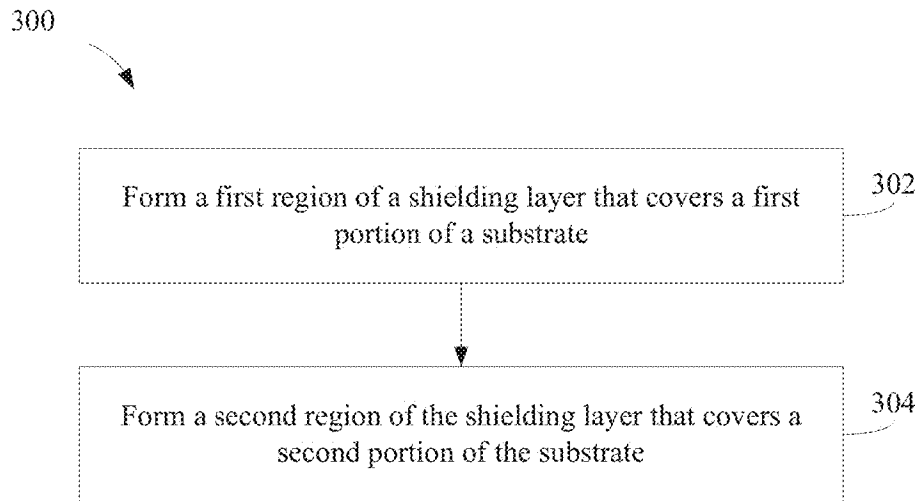 300
Form a first region of a shielding layer that covers a first
portion of a substrate
302
Form a second region of the shielding layer that covers a
second portion of the substrate
304